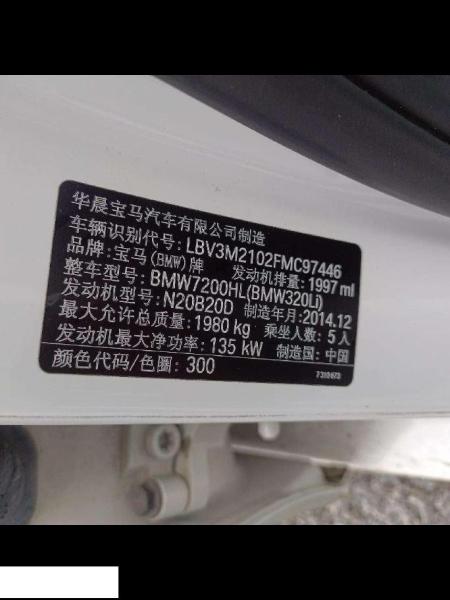 华晨宝马汽车有限公司制造
车辆识别代号: LBV3M2102FMC97446
品牌: 宝马(BMW)牌 发动机排量: 1997 ml
整车型号: BMW7200HL(BMW320Li)
发动机型号: N20B20D 制造年月: 2014.12
最大允许总质量: 1980 kg 乘坐人数: 5人
发动机最大净功率: 135 kW 制造国: 中国
颜色代码/色圈: 300